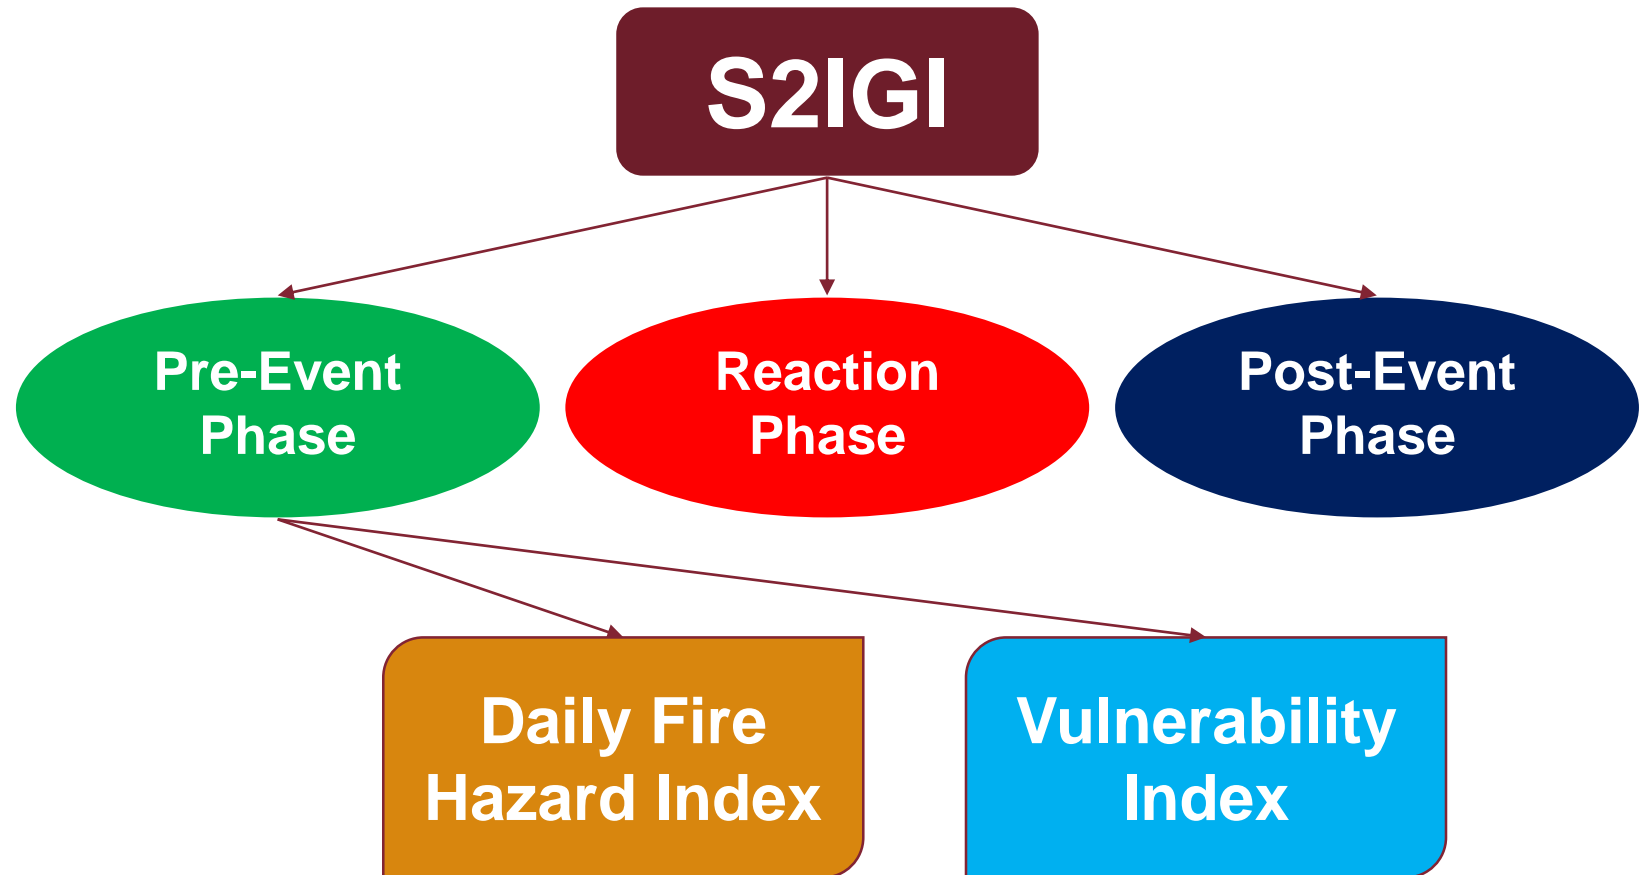 S2IGI
Pre-Event
Phase
Reaction
Phase
Post-Event
Phase
Daily Fire
Hazard Index
Vulnerability
Index